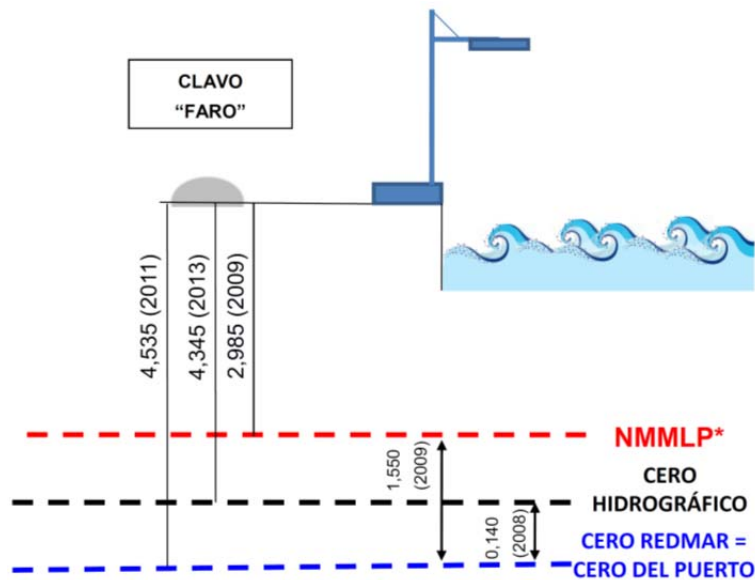 CLAVO
“FARO”
4,535 (2011)
4,345 (2013)
2,985 (2009)
NMMLP*
1,550
(2009)
CERO
HIDROGRÁFICO
0,140
(2008)
CERO REDMAR =
CERO DEL PUERTO